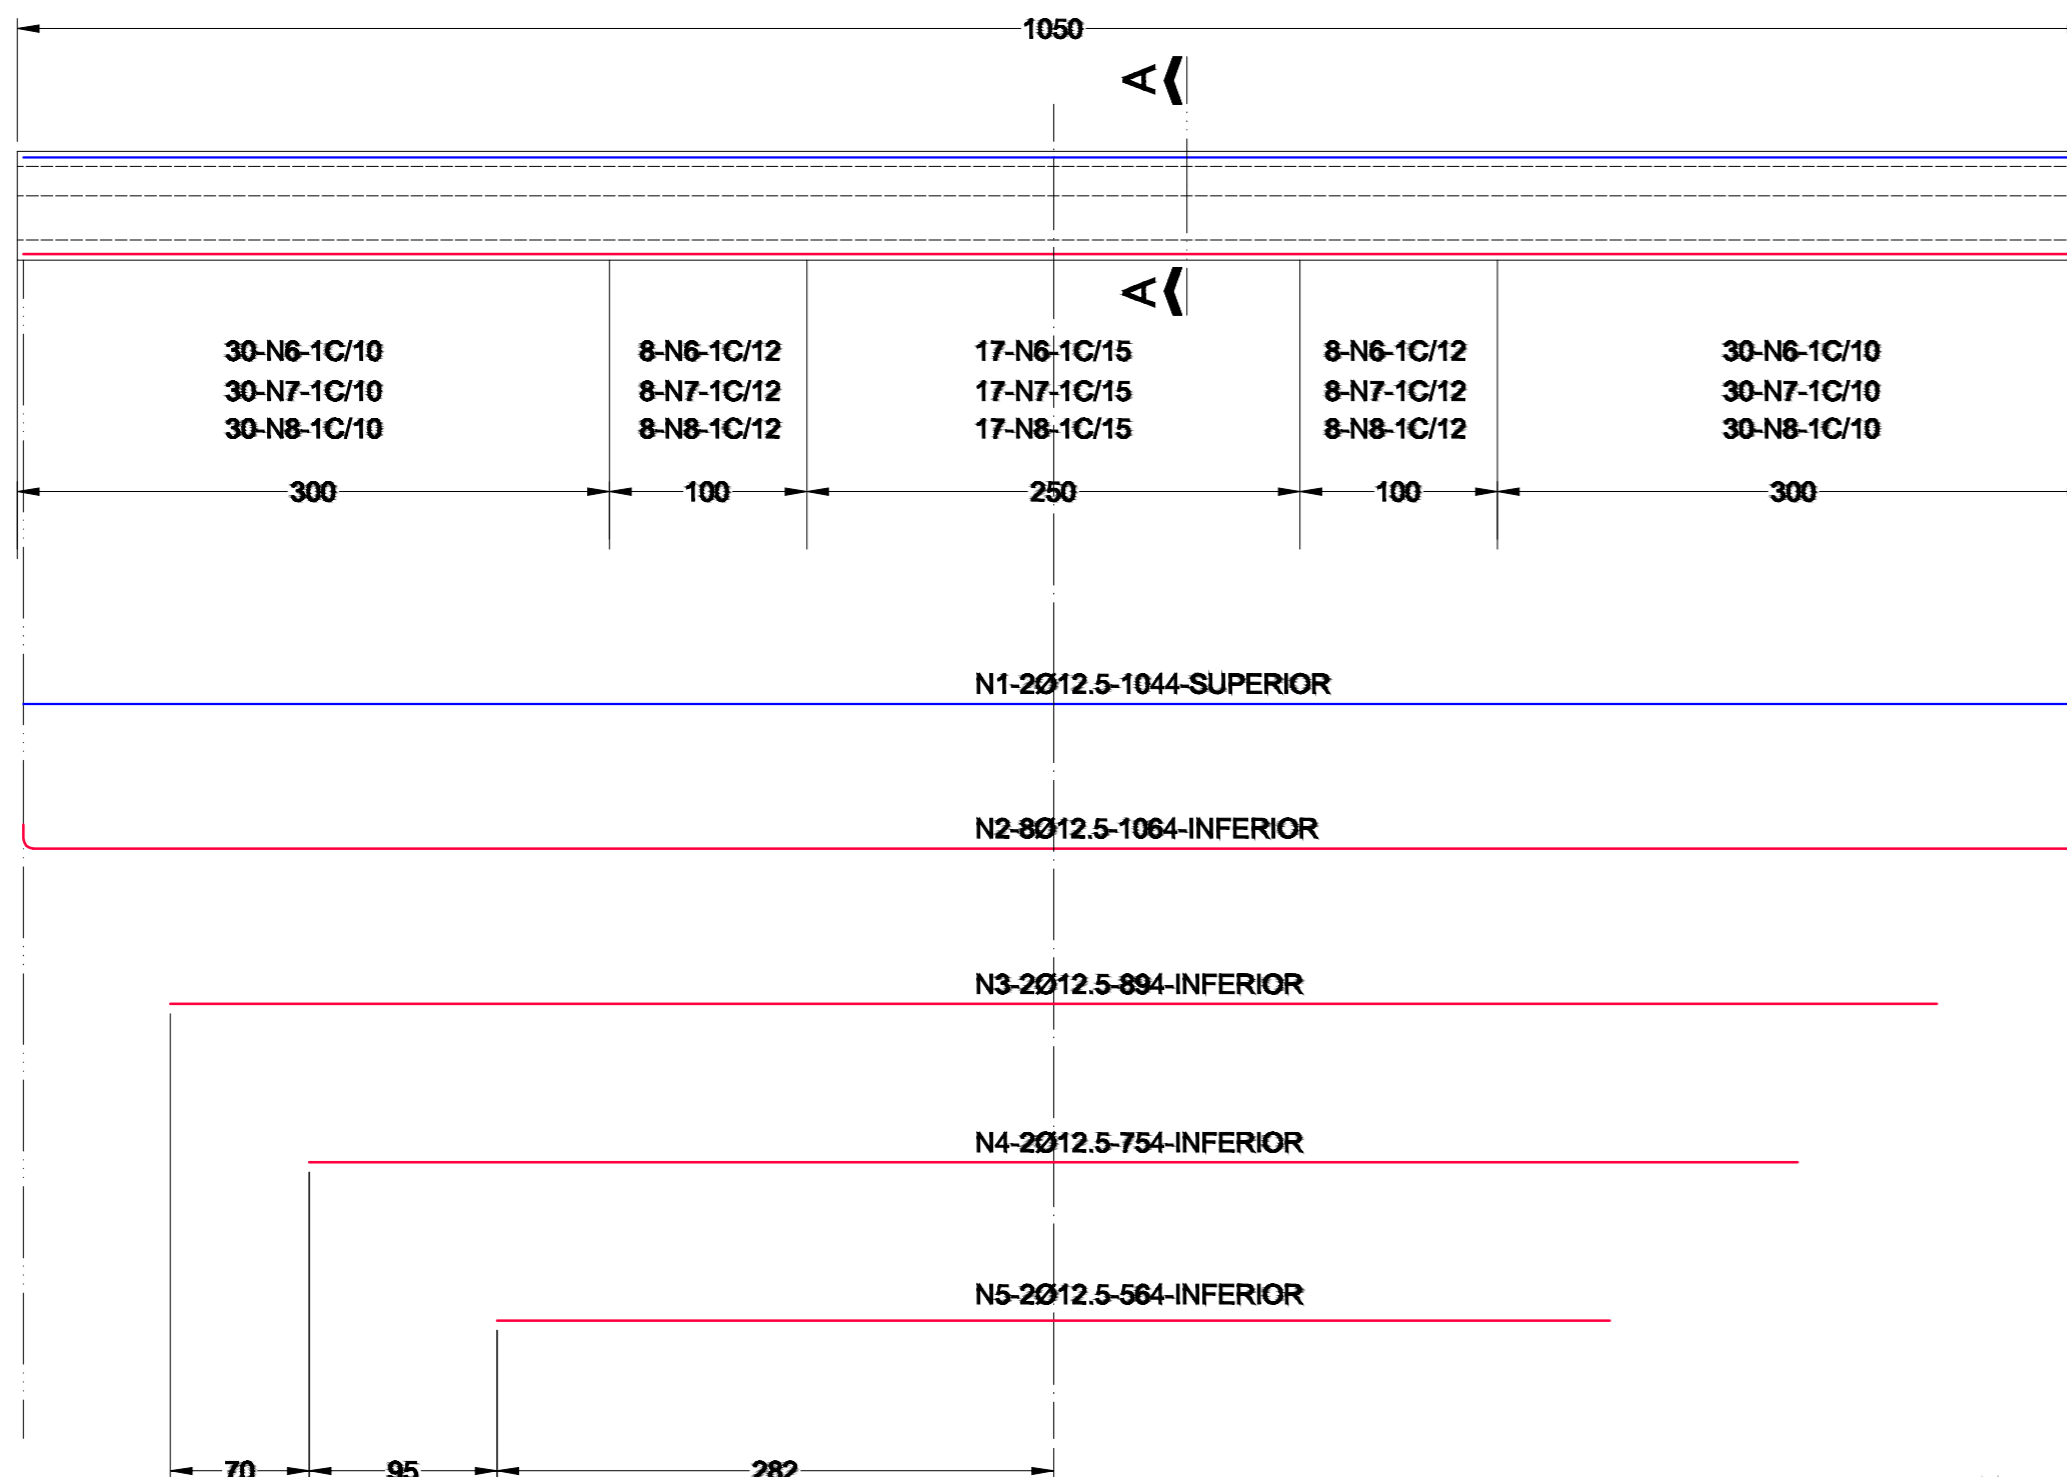 1050
A
A
30-N6-1C/10 8-N6-1C/12 17-N6-1C/15 8-N6-1C/12 30-N6-1C/10
30-N7-1C/10 8-N7-1C/12 17-N7-1C/15 8-N7-1C/12 30-N7-1C/10
30-N8-1C/10 8-N8-1C/12 17-N8-1C/15 8-N8-1C/12 30-N8-1C/10
300 100 250 100 300
N1-2Ø12.5-1044-SUPERIOR
N2-8Ø12.5-1064-INFERIOR
N3-2Ø12.5-894-INFERIOR
N4-2Ø12.5-754-INFERIOR
N5-2Ø12.5-564-INFERIOR
70 95 282